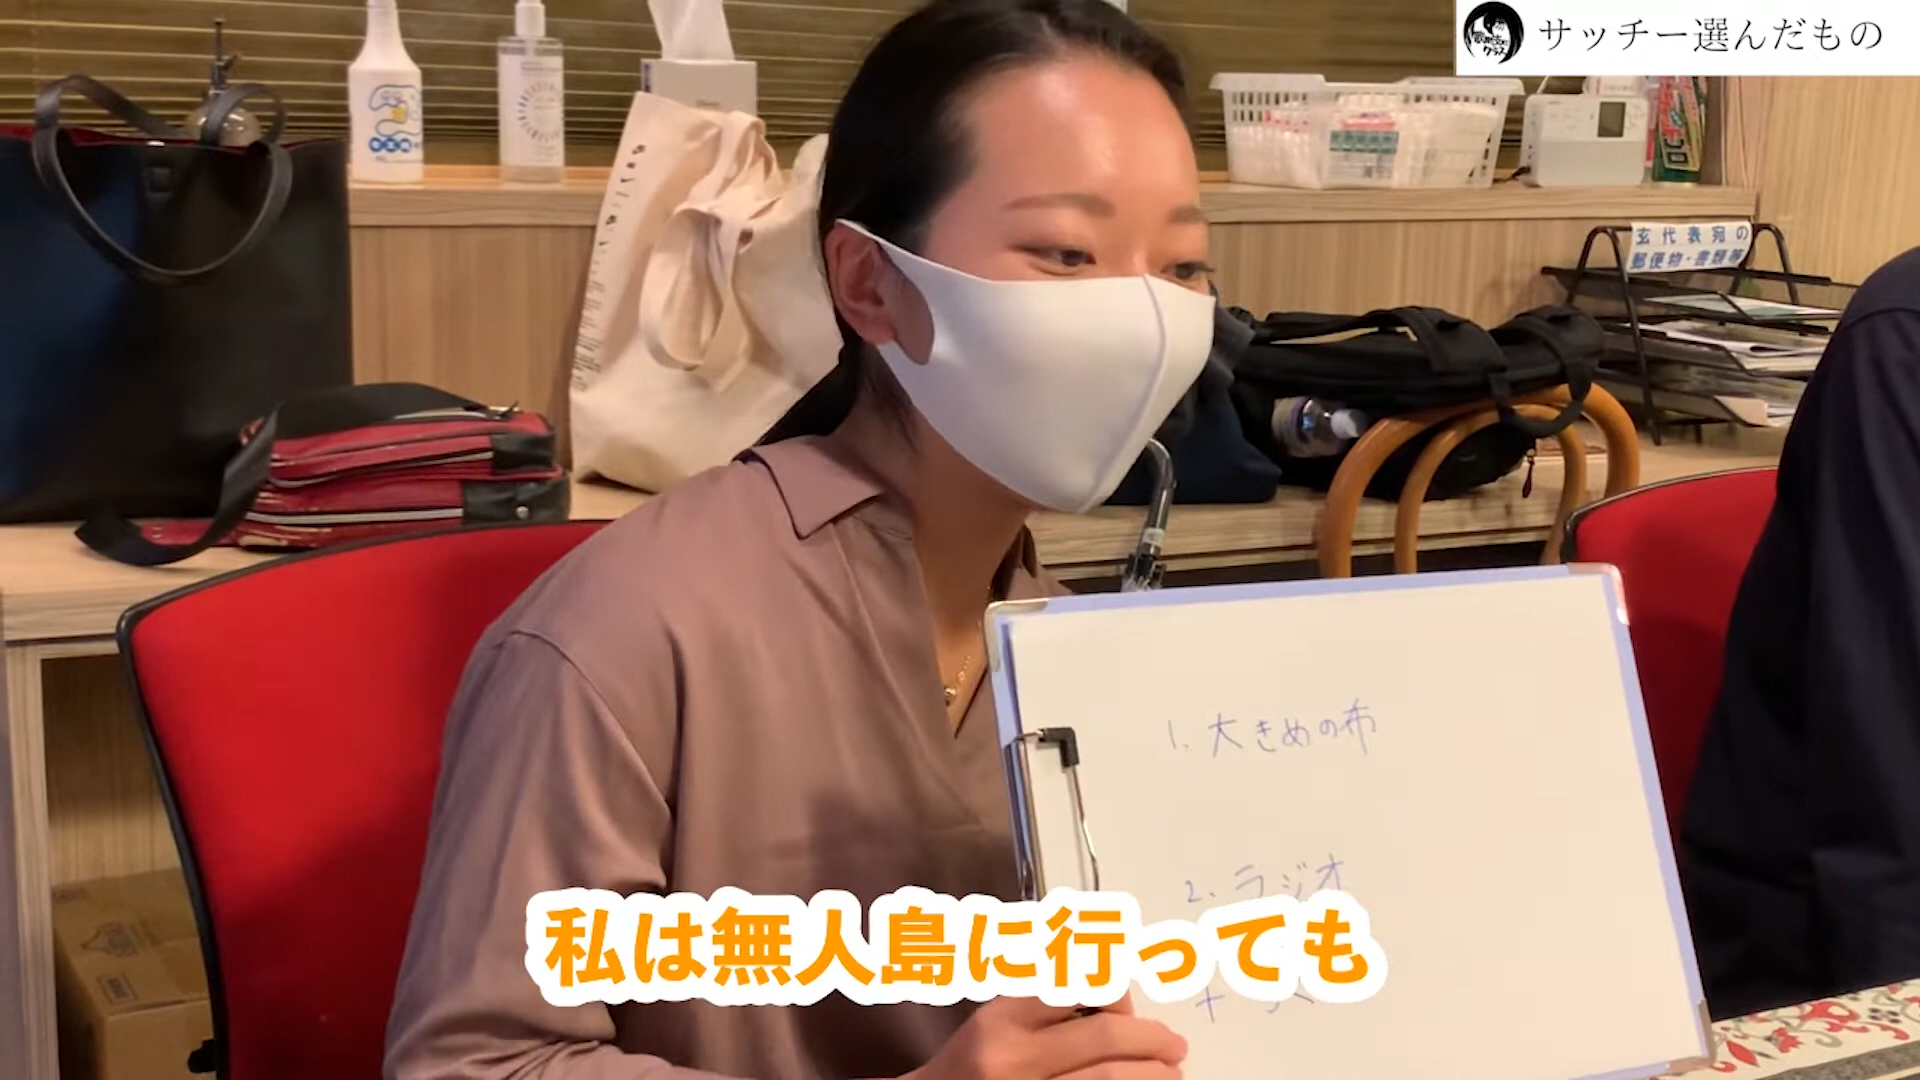 サッチー選んだもの
玄代表宛の
郵便物・書類等
1. 大きめの布
2. ラジオ
私は無人島に行っても